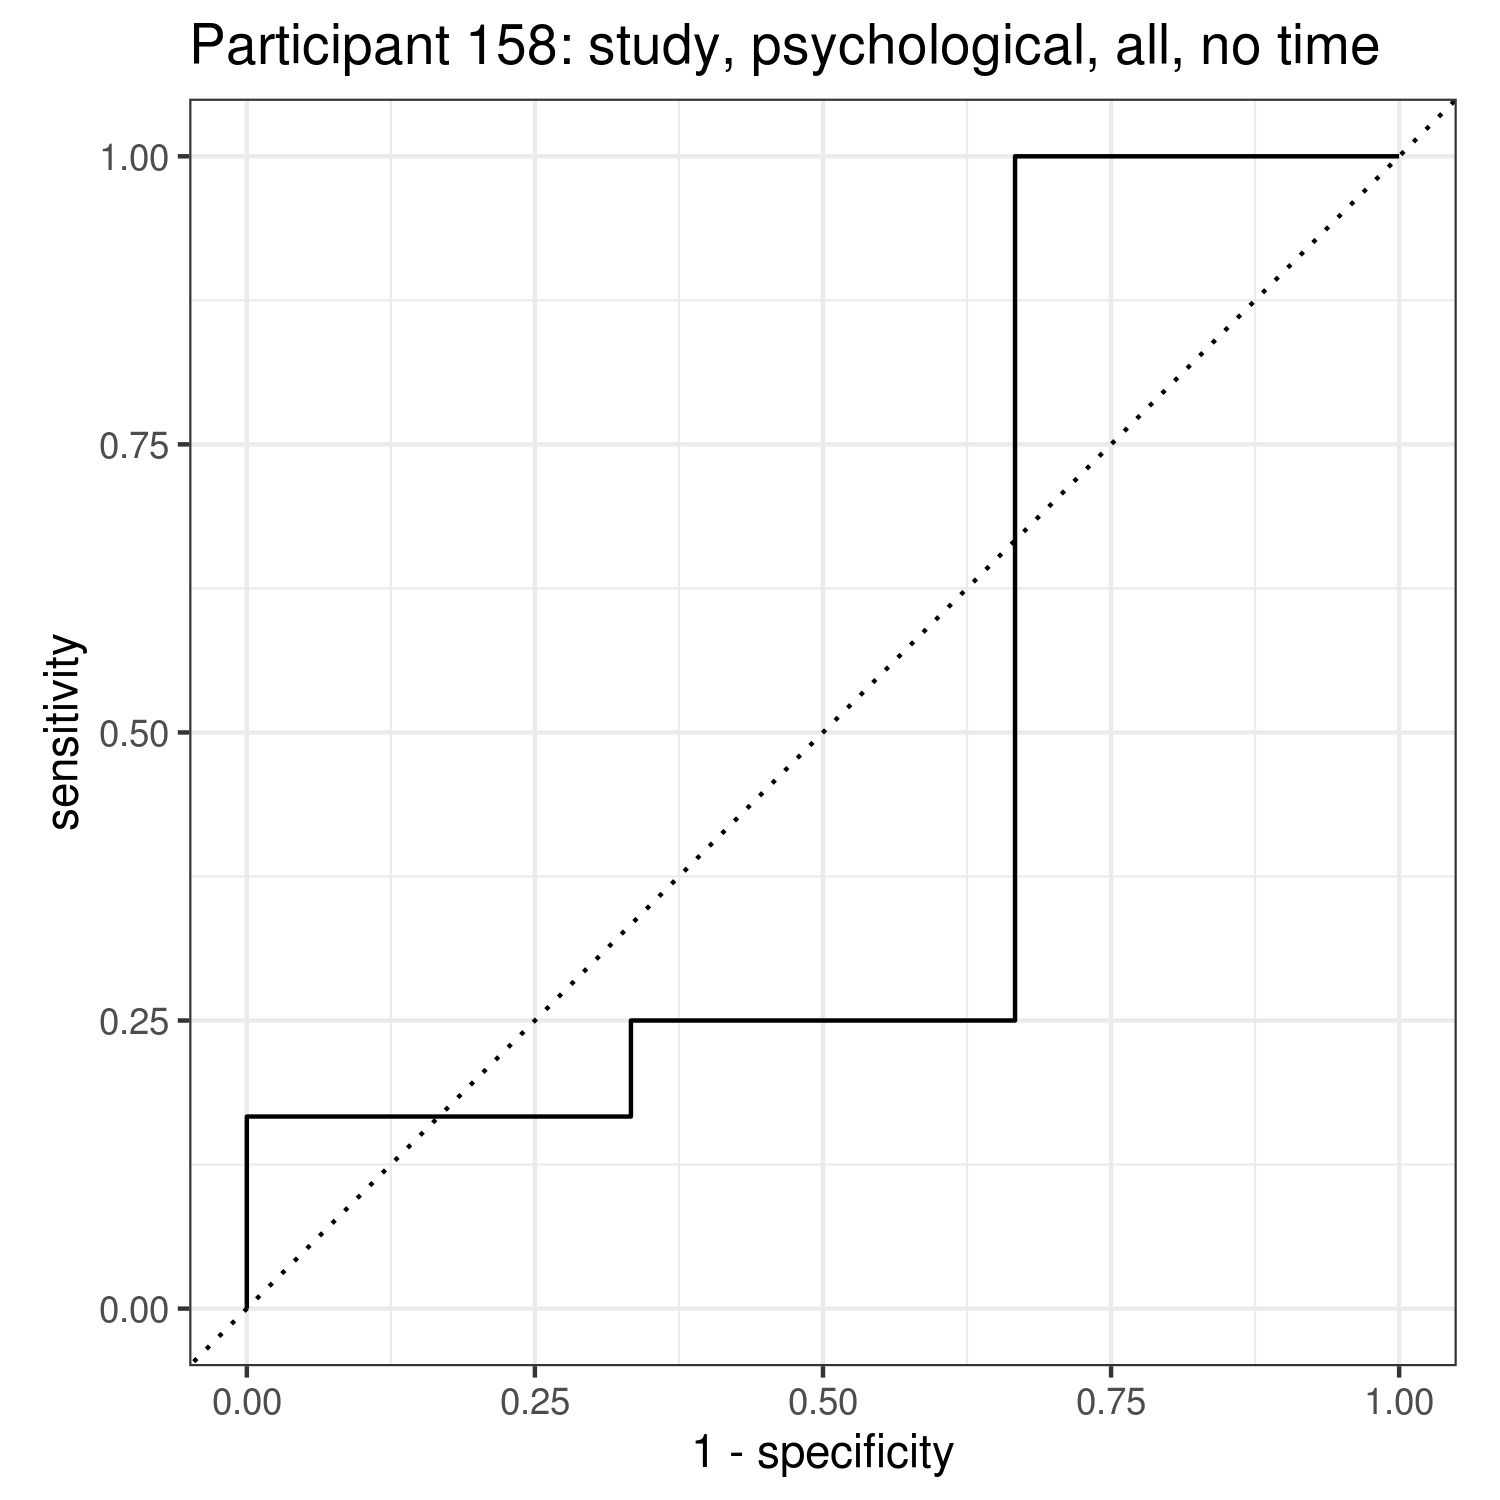 Participant 158: study, psychological, all, no time
1.00
0.75
0.50
0.25
0.00
sensitivity
0.00 0.25 0.50 0.75 1.00
1 - specificity